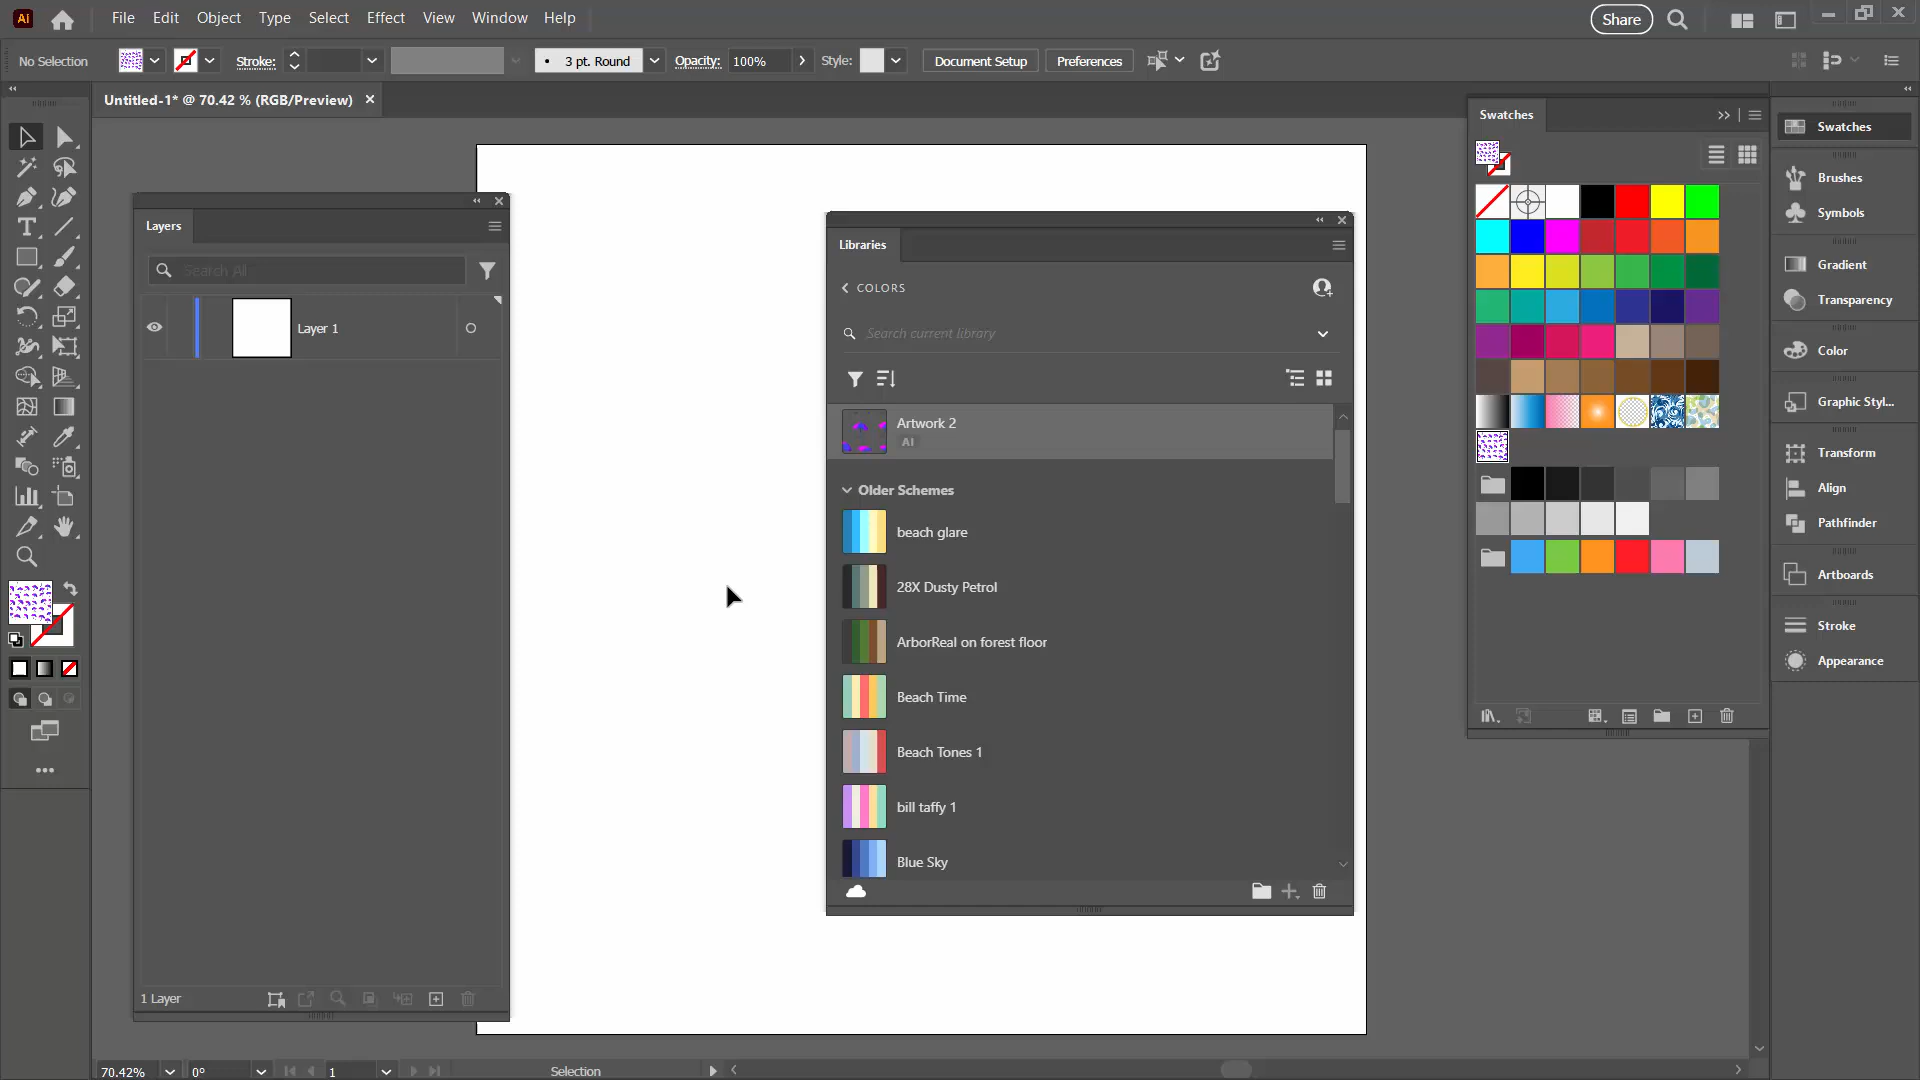 Ai File Edit Object Type Select Effect View Window Help Share
No Selection Stroke: 3 pt. Round Opacity: 100% Style: Document Setup Preferences
Untitled-1* @ 70.42 % (RGB/Preview)
Layers
Search All
Layer 1
1 Layer
Libraries
COLORS
Search current library
Artwork 2
AI
Older Schemes
beach glare
28X Dusty Petrol
ArborReal on forest floor
Beach Time
Beach Tones 1
bill taffy 1
Blue Sky
Swatches
Swatches
Brushes
Symbols
Gradient
Transparency
Color
Graphic Styl...
Transform
Align
Pathfinder
Artboards
Stroke
Appearance
70.42% 0° 1 Selection